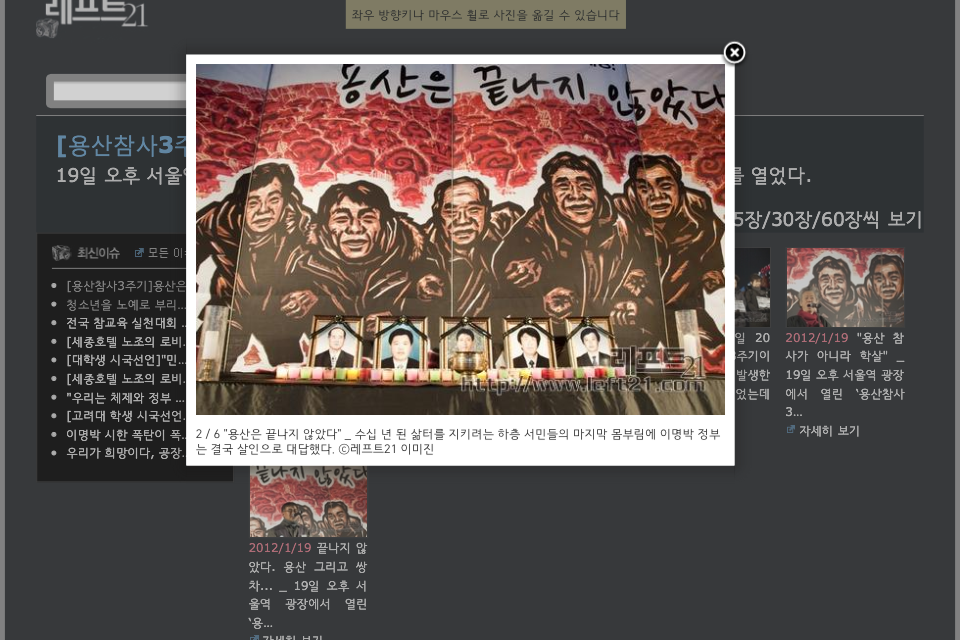 레프트21
좌우 방향키나 마우스 휠로 사진을 옮길 수 있습니다
용산은 끝나지 않았다
[용산참사3주
19일 오후 서울역
를 열었다.
5장/30장/60장씩 보기
최신이슈
모든 이슈
[용산참사3주기]용산은
청소년을 노예로 부리...
전국 참교육 실천대회 ..
[세종호텔 노조의 로비.
[대학생 시국선언]"민...
[세종호텔 노조의 로비.
"우리는 체제와 정부 ...
[고려대 학생 시국선언.
이명박 시한 폭탄이 폭..
우리가 희망이다, 공장.
레프트21
http://www.left21.com
2 / 6 "용산은 끝나지 않았다" _ 수십 년 된 삶터를 지키려는 하층 서민들의 마지막 몸부림에 이명박 정부
는 결국 살인으로 대답했다. ⓒ레프트21 이미진
일 20
3주기이
발생한
었는데
2012/1/19 "용산 참
사가 아니라 학살" _
19일 오후 서울역 광장
에서 열린 ‘용산참사
3...
자세히 보기
2012/1/19 끝나지 않
았다. 용산 그리고 쌍
차... _ 19일 오후 서
울역 광장에서 열린
‘용...
자세히 보기